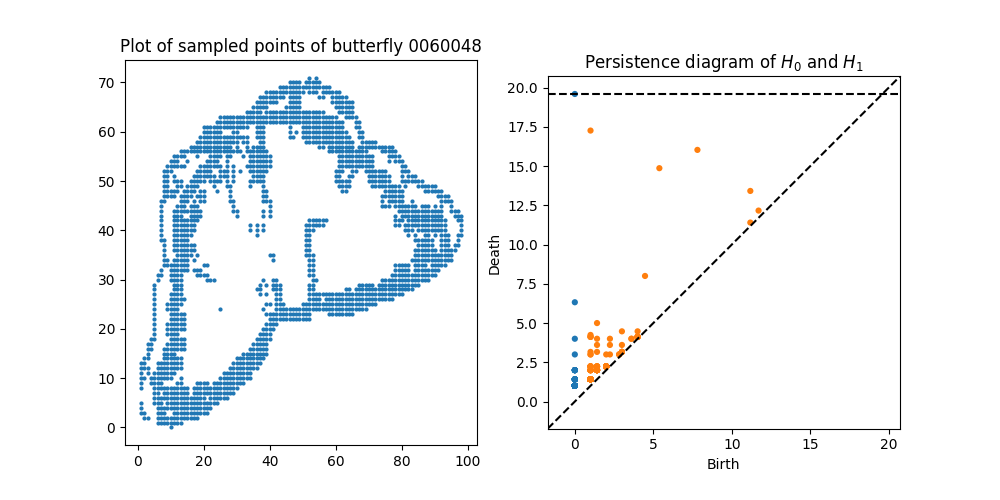 Plot of sampled points of butterfly 0060048
70
60
50
40
30
20
10
0
0 20 40 60 80 100
Persistence diagram of $H_0$ and $H_1$
20.0
17.5
15.0
12.5
10.0
7.5
5.0
2.5
0.0
Death
0 5 10 15 20
Birth